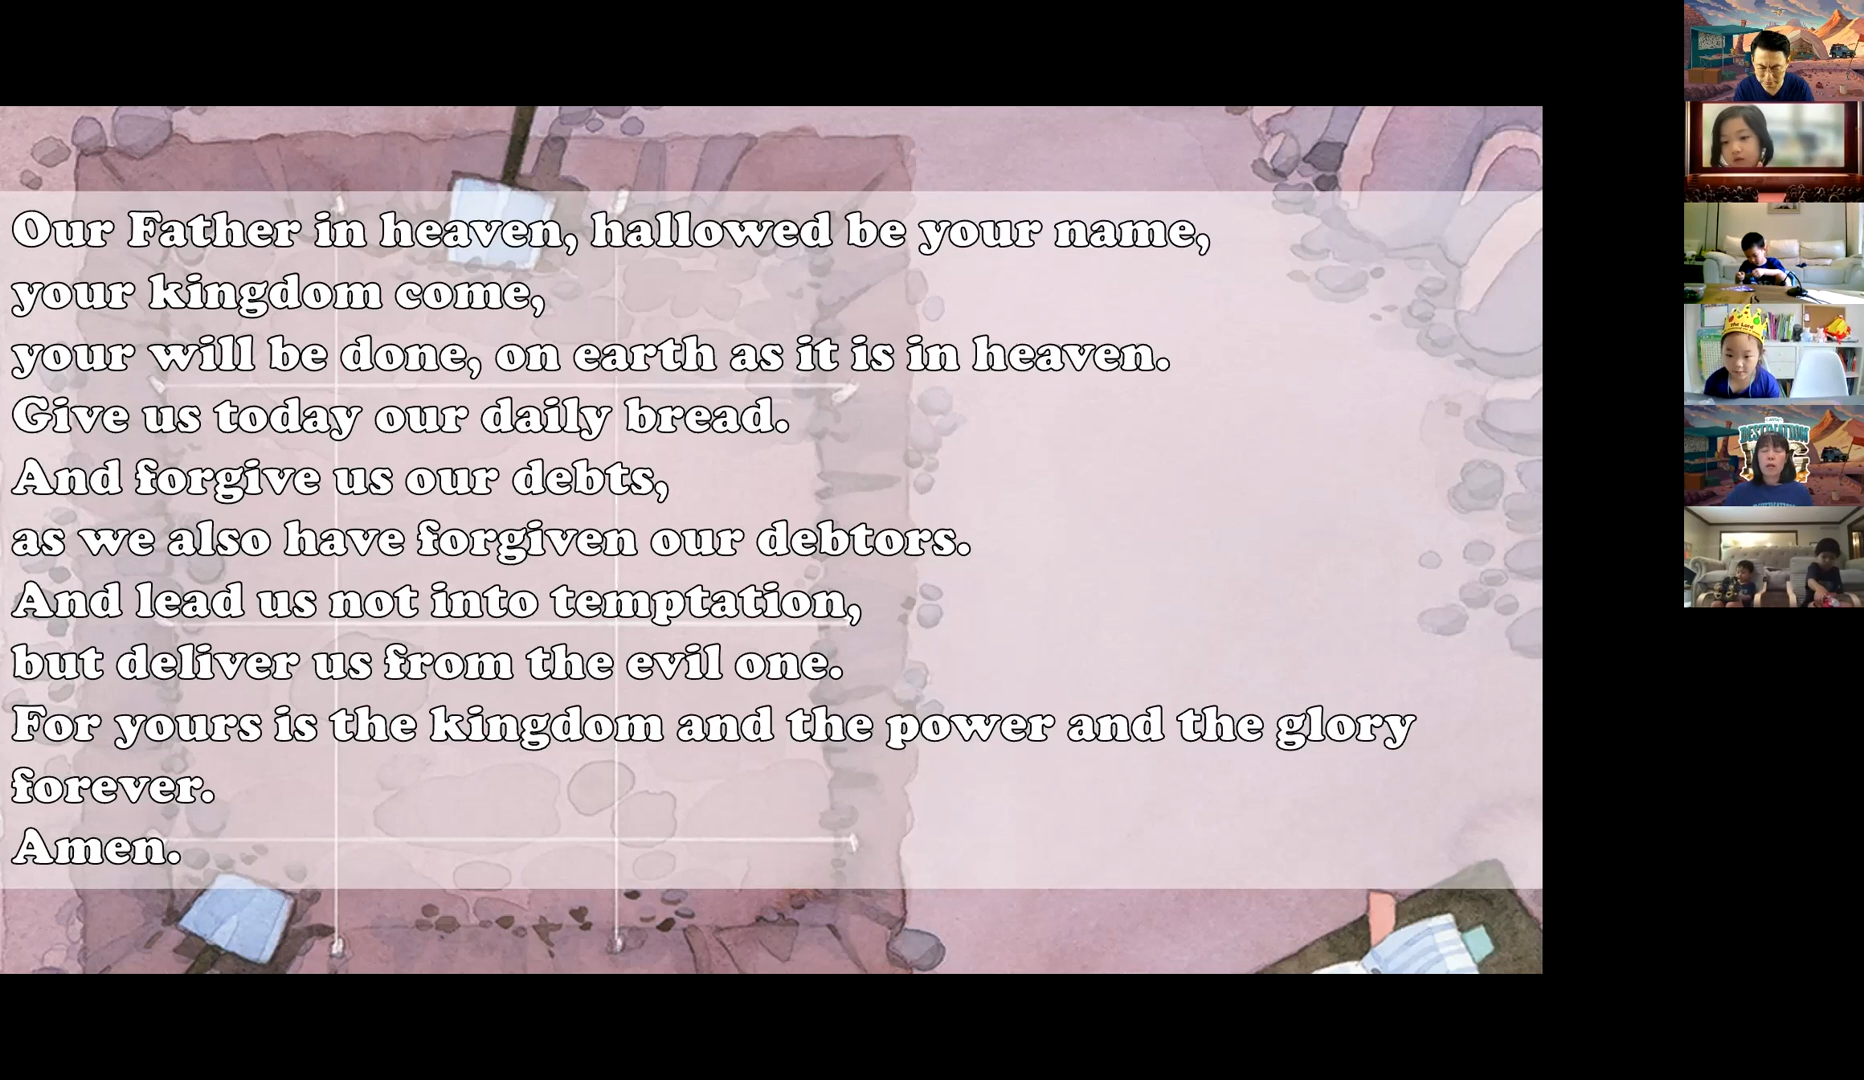 Our Father in heaven, hallowed be your name,
your kingdom come,
your will be done, on earth as it is in heaven.
Give us today our daily bread.
And forgive us our debts,
as we also have forgiven our debtors.
And lead us not into temptation,
but deliver us from the evil one.
For yours is the kingdom and the power and the glory
forever.
Amen.
the Lord
DESTINATION